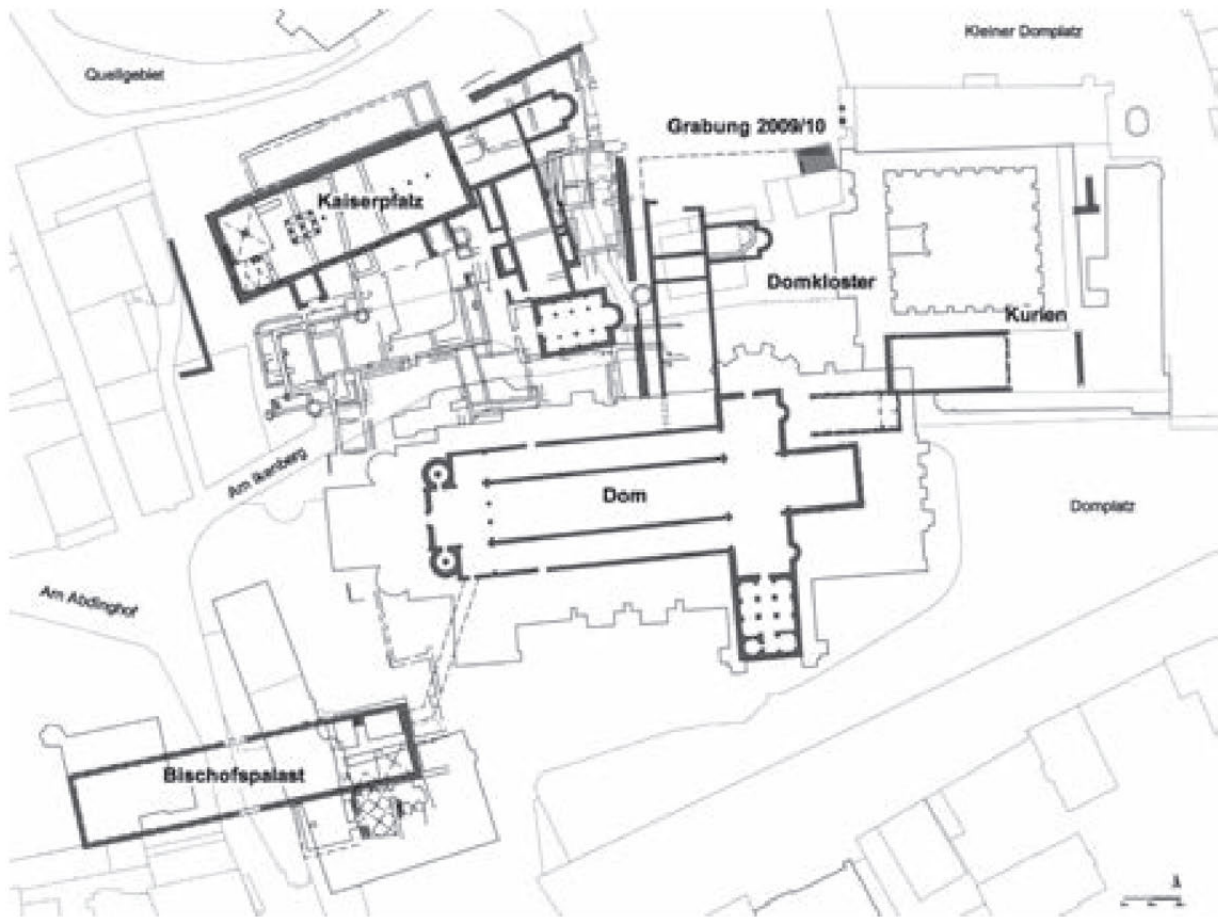 Kleiner Domplatz
Quellgebiet
Grabung 2009/10
Kaiserpfalz
Domkloster
Kurien
Am Ikenberg
Dom
Domplatz
Am Abdinghof
Bischofspalast